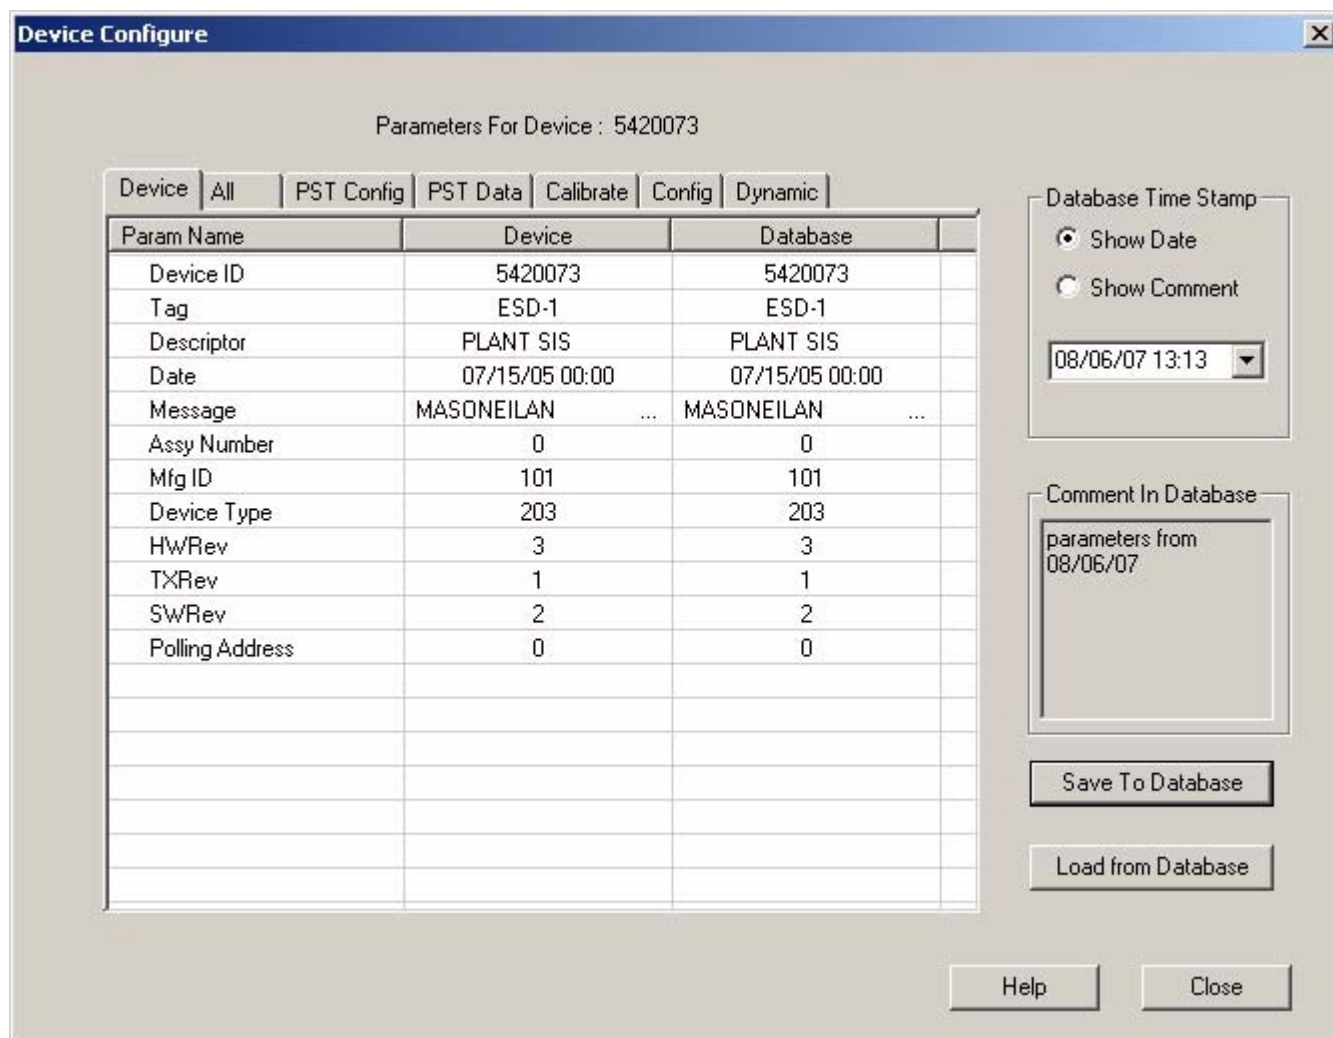 Device Configure
Parameters For Device : 5420073
Device All PST Config PST Data Calibrate Config Dynamic
Param Name Device Database
Device ID 5420073 5420073
Tag ESD-1 ESD-1
Descriptor PLANT SIS PLANT SIS
Date 07/15/05 00:00 07/15/05 00:00
Message MASONEILAN ... MASONEILAN ...
Assy Number 0 0
Mfg ID 101 101
Device Type 203 203
HWRev 3 3
TXRev 1 1
SWRev 2 2
Polling Address 0 0
Database Time Stamp
Show Date
Show Comment
08/06/07 13:13
Comment In Database
parameters from
08/06/07
Save To Database
Load from Database
Help Close